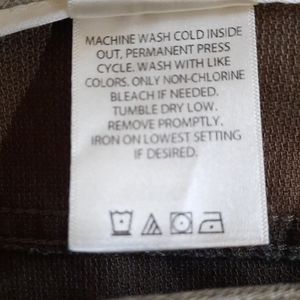 MACHINE WASH COLD INSIDE
OUT, PERMANENT PRESS
CYCLE. WASH WITH LIKE
COLORS. ONLY NON-CHLORINE
BLEACH IF NEEDED.
TUMBLE DRY LOW.
REMOVE PROMPTLY.
IRON ON LOWEST SETTING
IF DESIRED.